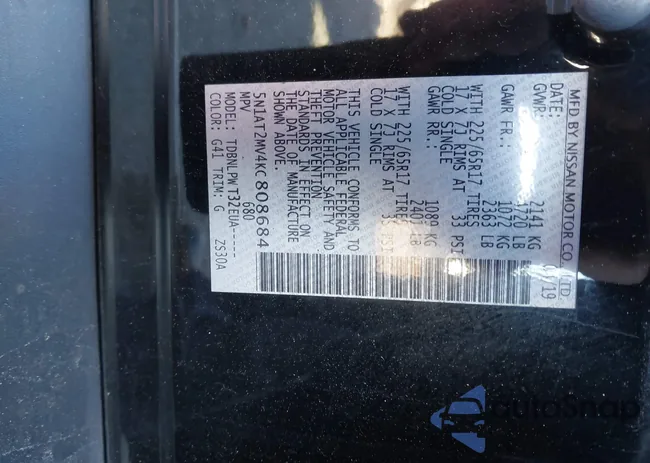 MFD BY NISSAN MOTOR CO., LTD
DATE: /19
GVWR: 2141 KG
4720 LB
GAWR FR.: 1072 KG
WITH 225/65R17 TIRES 2363 LB
17 X 7J RIMS AT 33 PSI
COLD SINGLE
GAWR RR.: 1089 KG
WITH 225/65R17 TIRES 2401 LB
17 X 7J RIMS AT 33 PSI
COLD SINGLE
THIS VEHICLE CONFORMS TO
ALL APPLICABLE FEDERAL
MOTOR VEHICLE SAFETY AND
THEFT PREVENTION
STANDARDS IN EFFECT ON
THE DATE OF MANUFACTURE
SHOWN ABOVE.
5N1AT2MV4KC808684
MPV 680
MODEL: TDBNLPWT32EUA-----
COLOR: G41 TRIM: G ZS30A
autoSnap